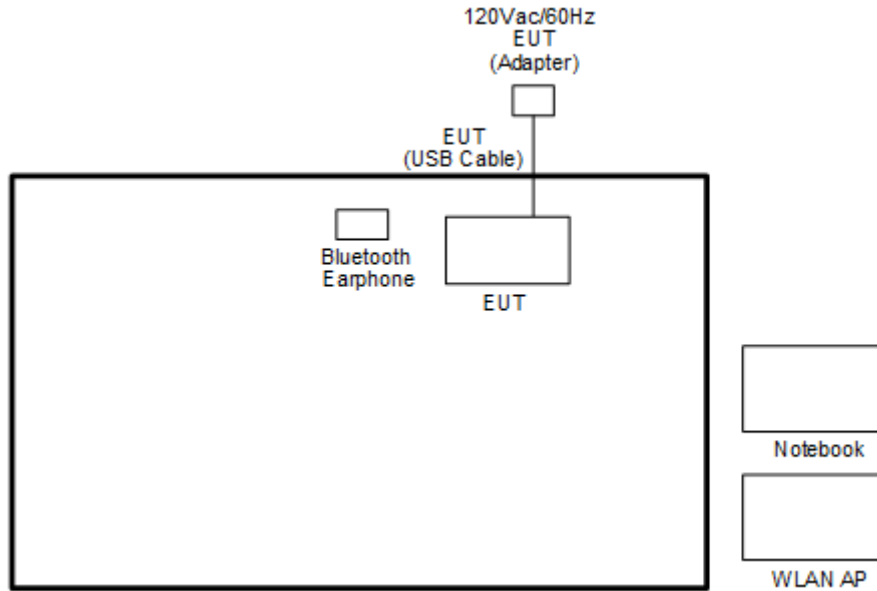 120Vac/60Hz
EUT
(Adapter)
EUT
(USB Cable)
Bluetooth
Earphone
EUT
Notebook
WLAN AP